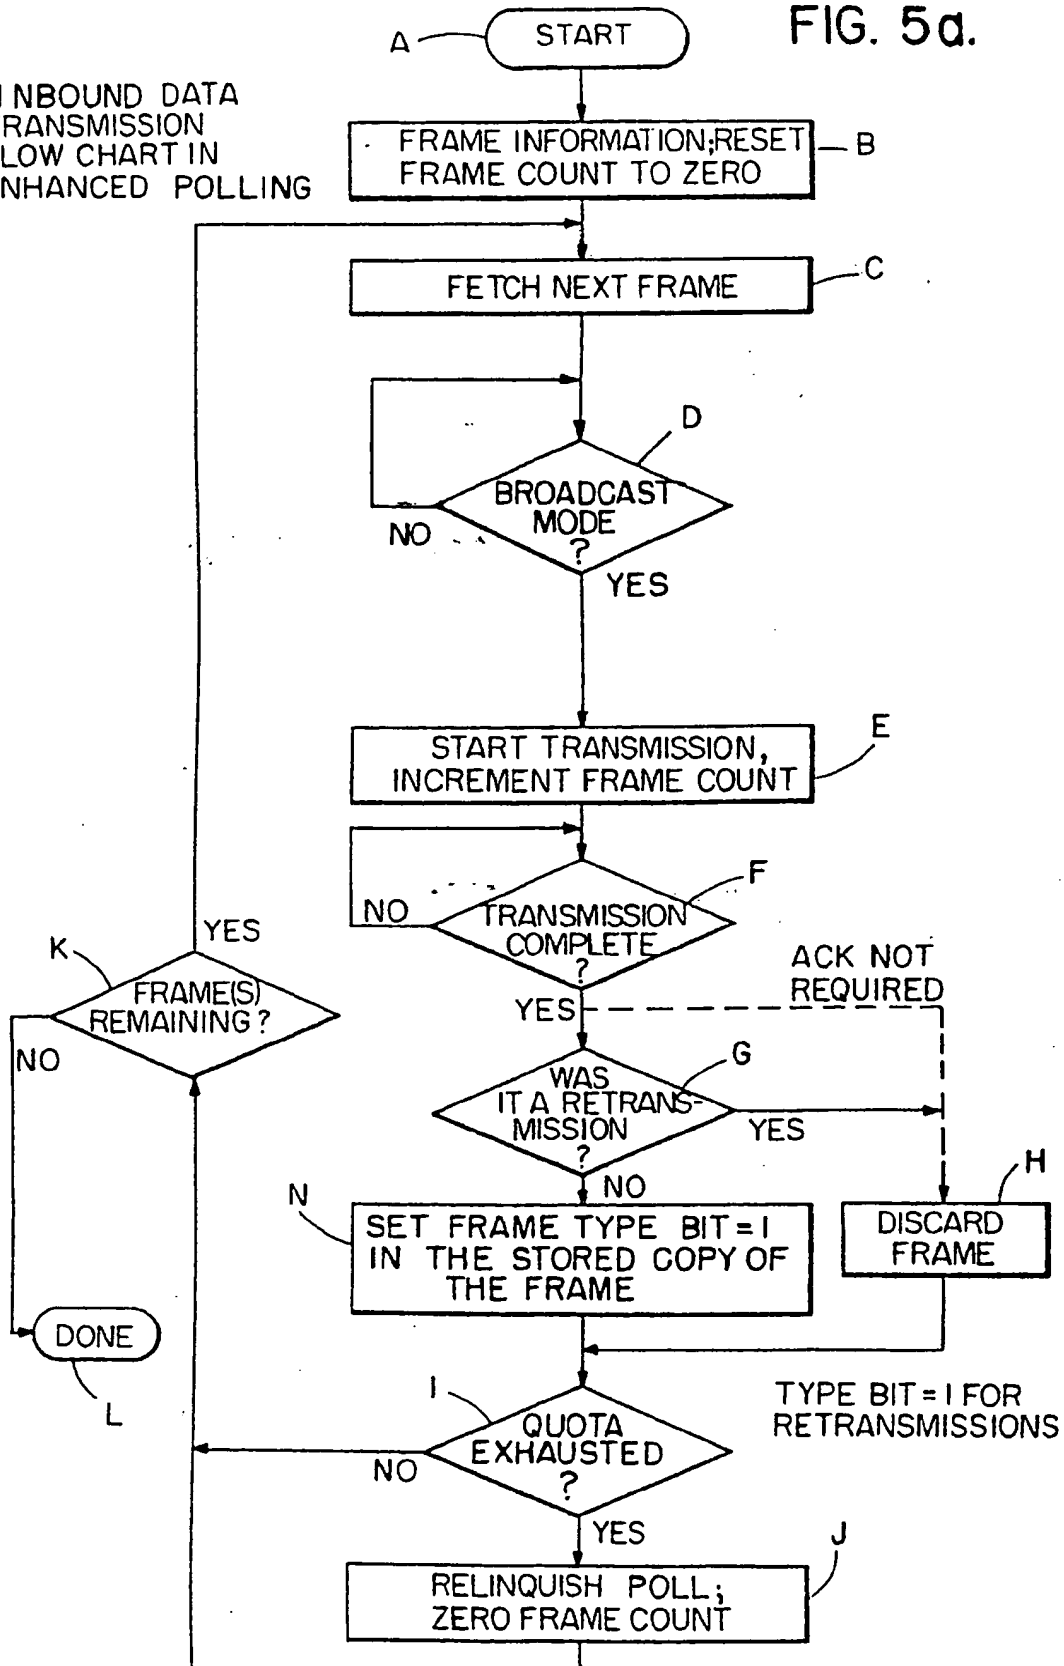 FIG. 5a.
A
START
NBOUND DATA
RANSMISSION
LOW CHART IN
NHANCED POLLING
FRAME INFORMATION; RESET
FRAME COUNT TO ZERO
B
FETCH NEXT FRAME
C
D
BROADCAST
MODE
?
NO
YES
START TRANSMISSION,
INCREMENT FRAME COUNT
E
F
TRANSMISSION
COMPLETE
?
NO
YES
ACK NOT
REQUIRED
K
YES
FRAME(S)
REMAINING?
NO
G
WAS
IT A RETRANS-
MISSION
?
YES
NO
H
DISCARD
FRAME
N
SET FRAME TYPE BIT=1
IN THE STORED COPY OF
THE FRAME
DONE
L
I
QUOTA
EXHAUSTED
?
NO
YES
TYPE BIT=1 FOR
RETRANSMISSIONS
J
RELINQUISH POLL;
ZERO FRAME COUNT